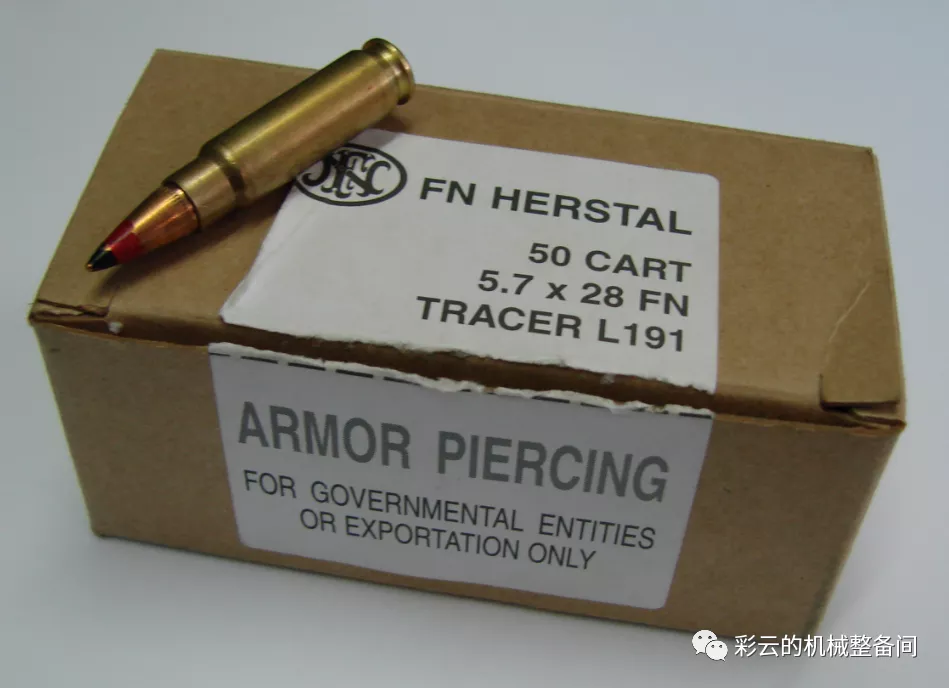 FN
FN HERSTAL
50 CART
5.7 x 28 FN
TRACER L191
ARMOR PIERCING
FOR GOVERNMENTAL ENTITIES
OR EXPORTATION ONLY
彩云的机械整备间